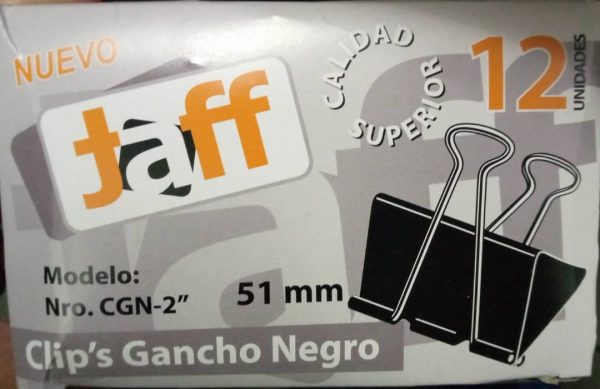 NUEVO
Jaff
CALIDAD
SUPERIOR
12
UNIDADES
Modelo:
Nro. CGN-2”
51 mm
Clip's Gancho Negro